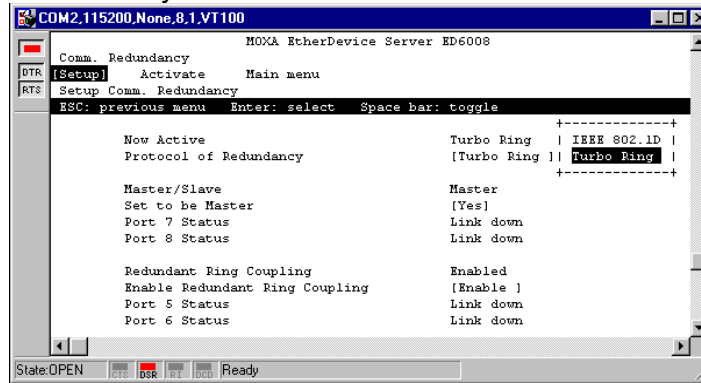 COM2,115200,None,8,1,VT100
MOXA EtherDevice Server ED6008
Comm. Redundancy
[Setup] Activate Main menu
Setup Comm. Redundancy
ESC: previous menu Enter: select Space bar: toggle
+--------------+
Now Active Turbo Ring | IEEE 802.1D |
Protocol of Redundancy [Turbo Ring ]| Turbo Ring |
+--------------+
Master/Slave Master
Set to be Master [Yes]
Port 7 Status Link down
Port 8 Status Link down
Redundant Ring Coupling Enabled
Enable Redundant Ring Coupling [Enable ]
Port 5 Status Link down
Port 6 Status Link down
DTR
RTS
State:OPEN CTS DSR RI DCD Ready